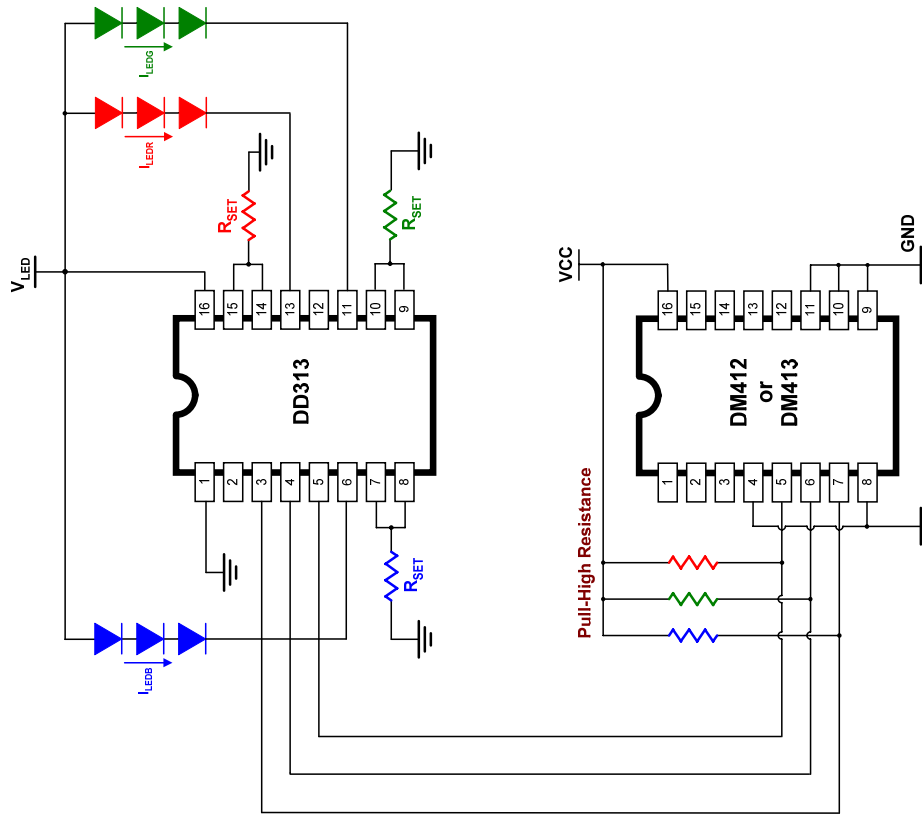 ILEDG
ILEDR
VLED
RSET
RSET
16
15
14
13
12
11
10
9
DD313
1
2
3
4
5
6
7
8
RSET
ILEDB
VCC
GND
16
15
14
13
12
11
10
9
DM412
or
DM413
1
2
3
4
5
6
7
8
Pull-High Resistance